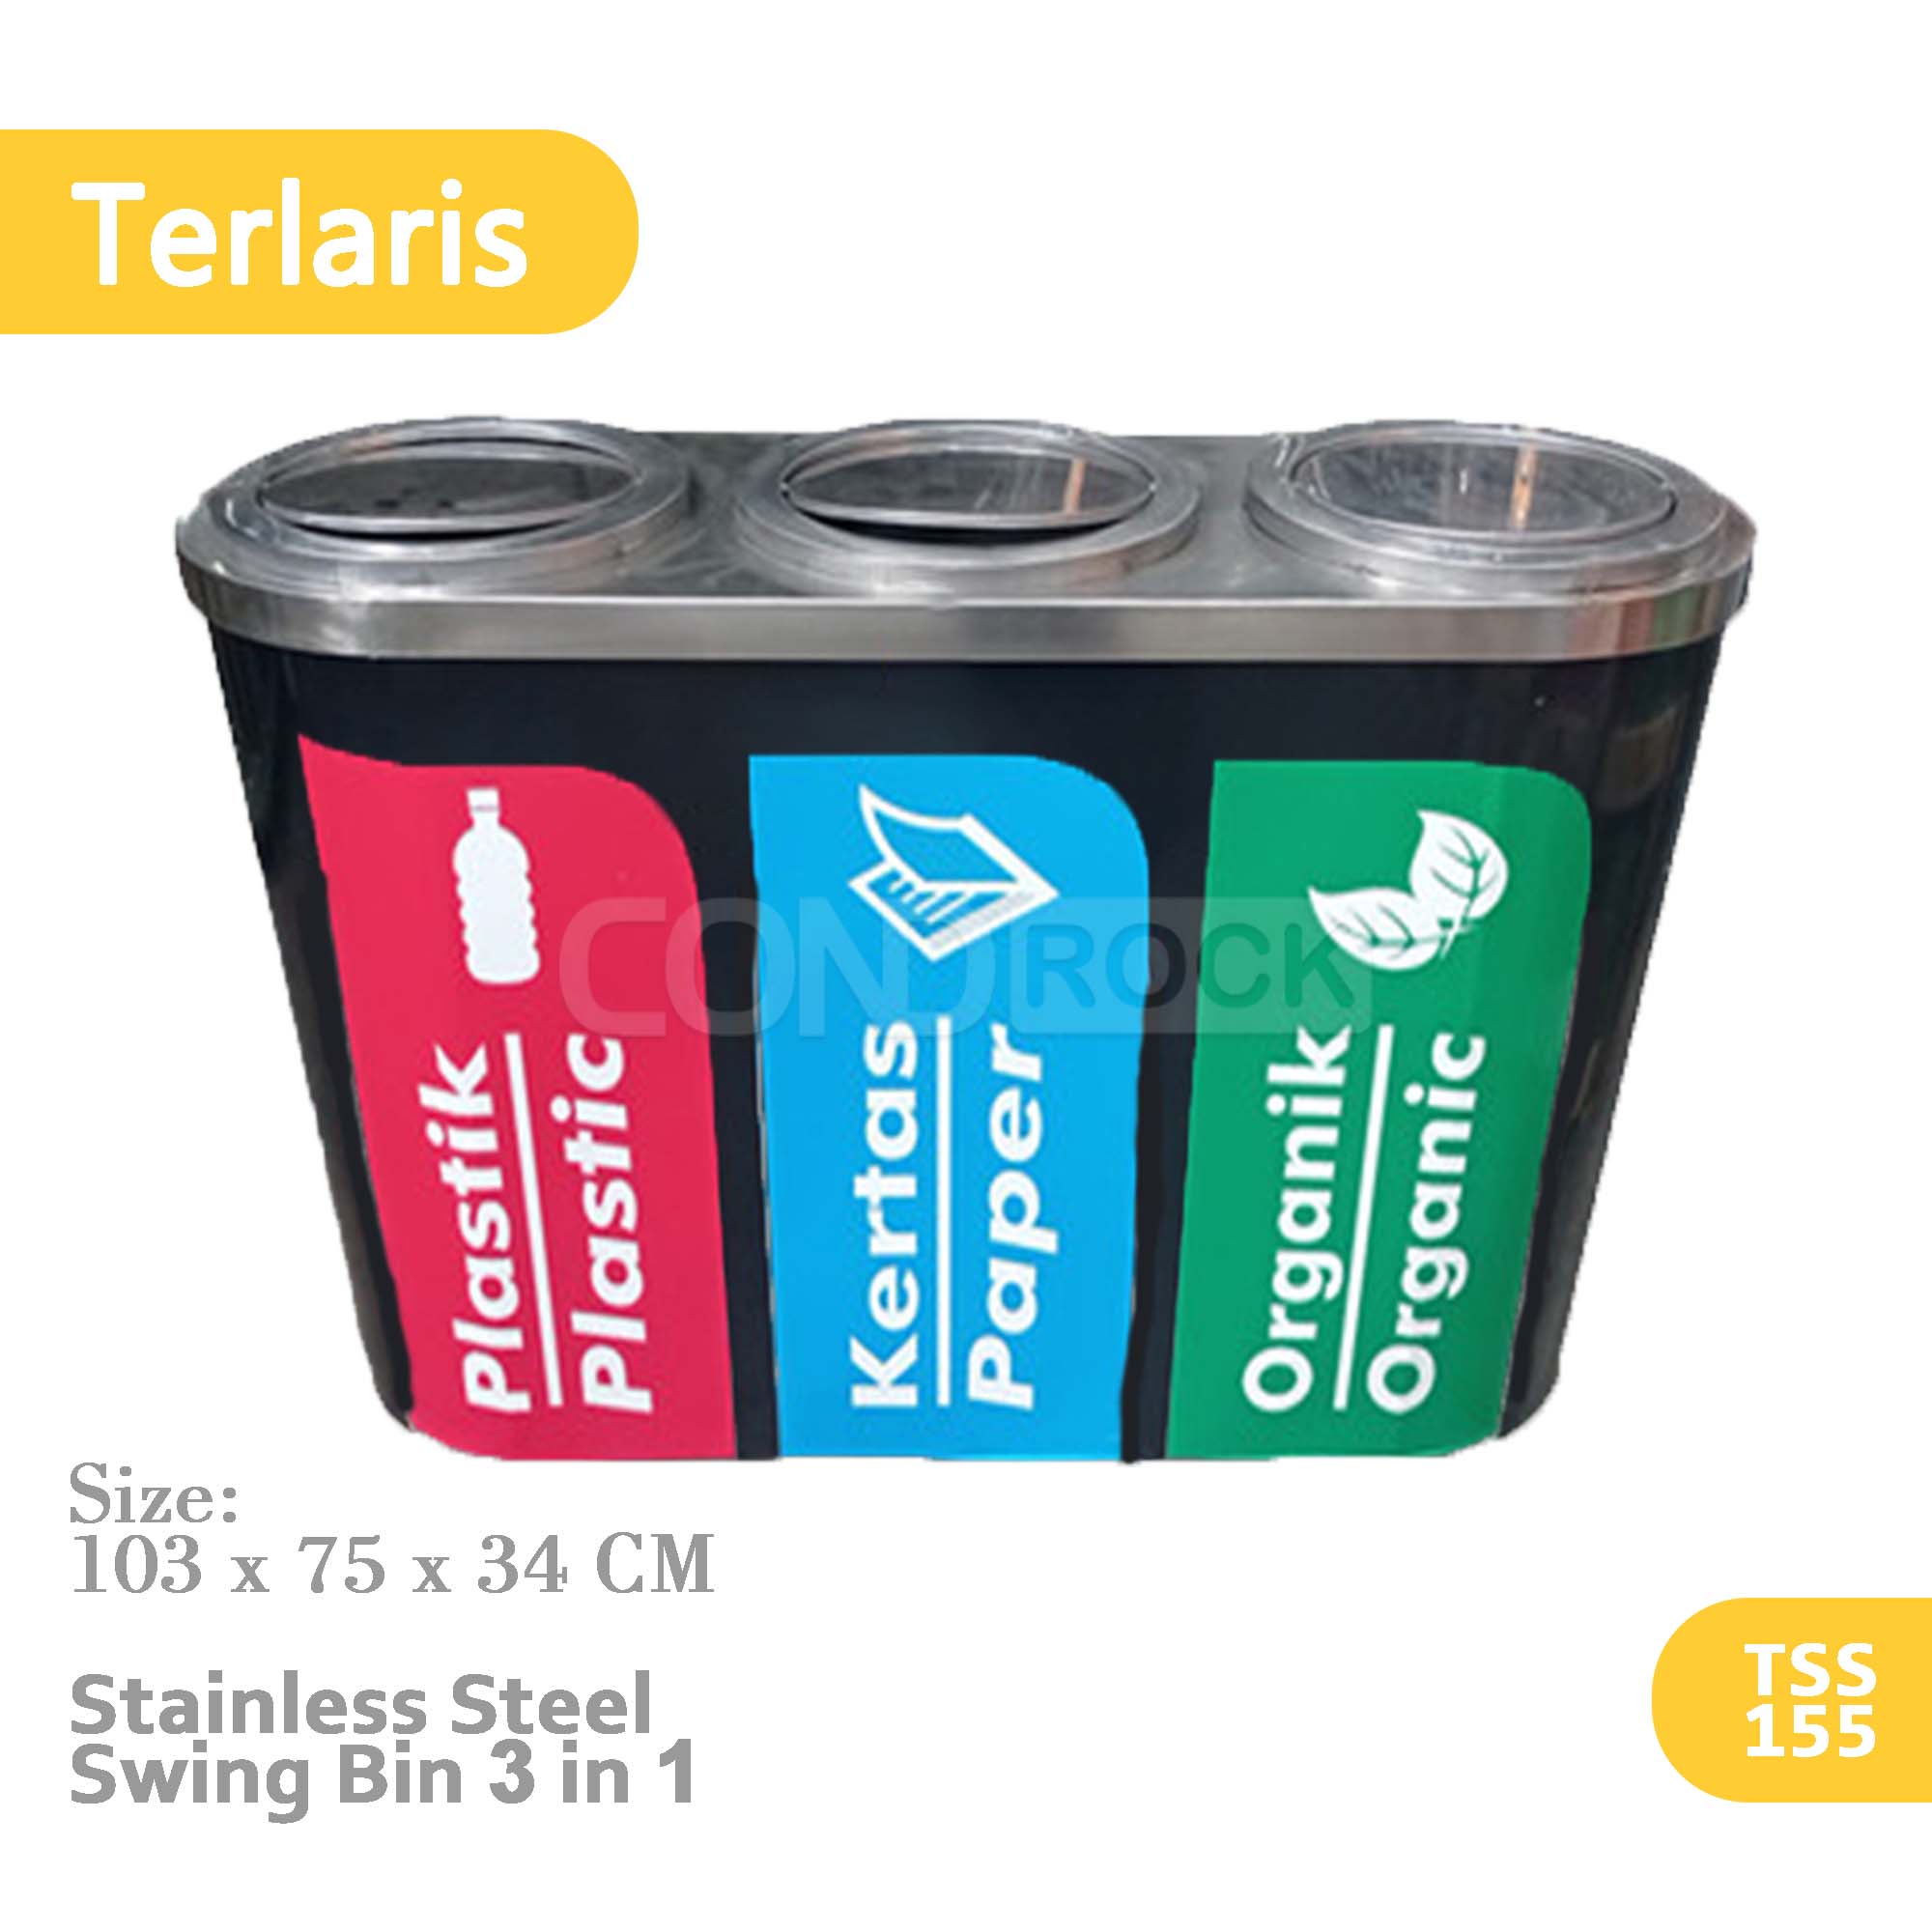 Terlaris
Plastik
Plastic
Kertas
Paper
Organik
Organic
CONDROCK
Size:
103 x 75 x 34 CM
Stainless Steel
Swing Bin 3 in 1
TSS
155